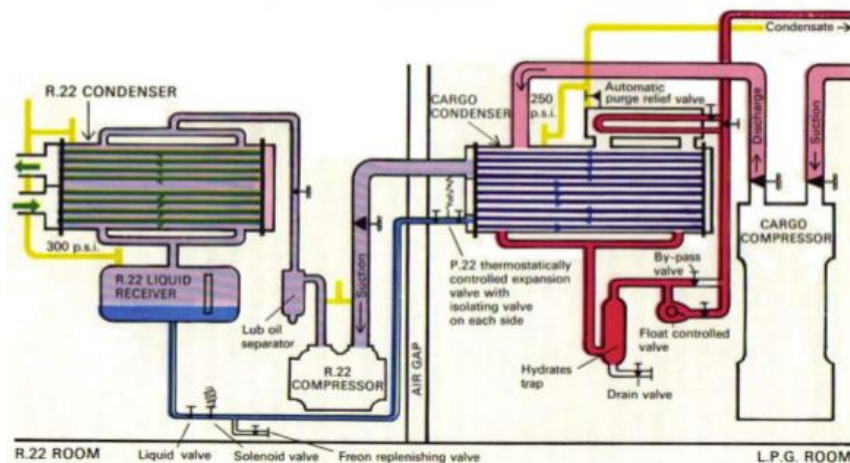 Condensate →
R.22 CONDENSER
CARGO
CONDENSER
250
p.s.i.
Automatic
purge relief valve
Discharge
Suction
300 p.s.i.
R.22 LIQUID
RECEIVER
Lub oil
separator
Suction
R.22
COMPRESSOR
AIR GAP
P.22 thermostatically
controlled expansion
valve with
isolating valve
on each side
By-pass
valve
CARGO
COMPRESSOR
Float controlled
valve
Hydrates
trap
Drain valve
R.22 ROOM
Liquid valve
Solenoid valve
Freon replenishing valve
L.P.G. ROOM